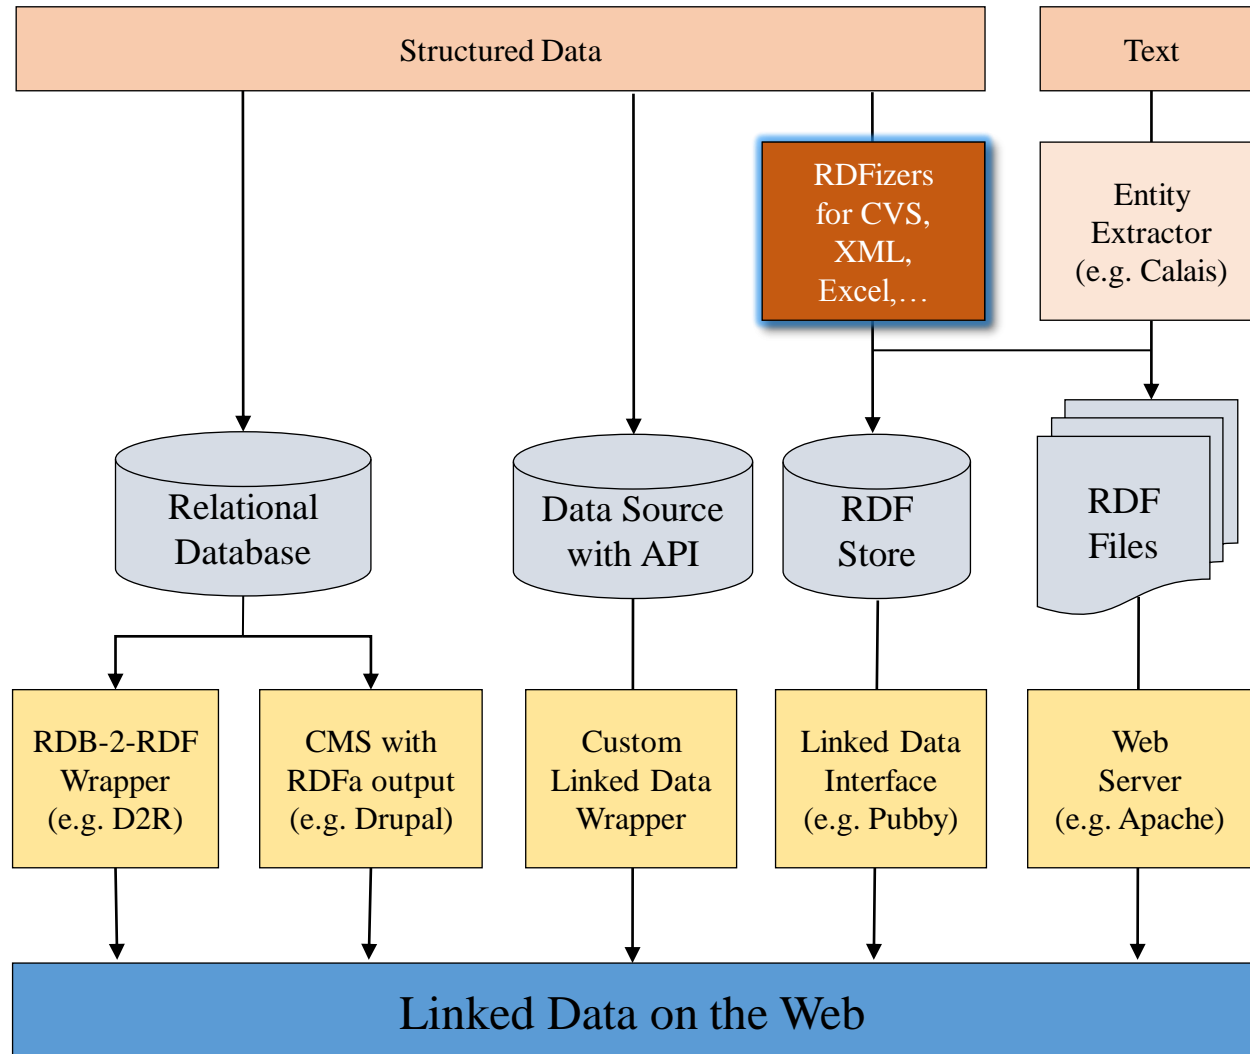 Structured Data
Text
RDFizers
for CVS,
XML,
Excel,…
Entity
Extractor
(e.g. Calais)
Relational
Database
Data Source
with API
RDF
Store
RDF
Files
RDB-2-RDF
Wrapper
(e.g. D2R)
CMS with
RDFa output
(e.g. Drupal)
Custom
Linked Data
Wrapper
Linked Data
Interface
(e.g. Pubby)
Web
Server
(e.g. Apache)
Linked Data on the Web